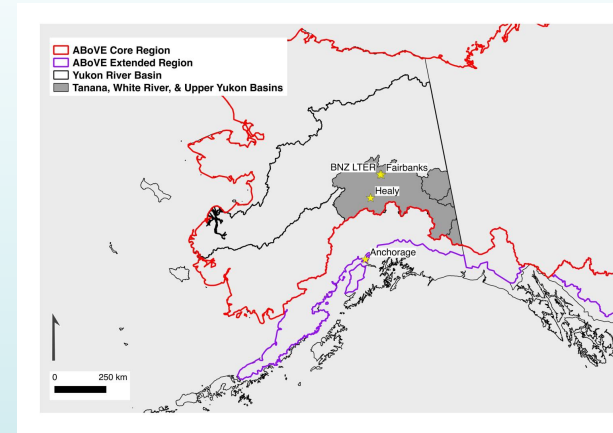 ABoVE Core Region
ABoVE Extended Region
Yukon River Basin
Tanana, White River, & Upper Yukon Basins
BNZ LTER
Fairbanks
Healy
Anchorage
0 250 km